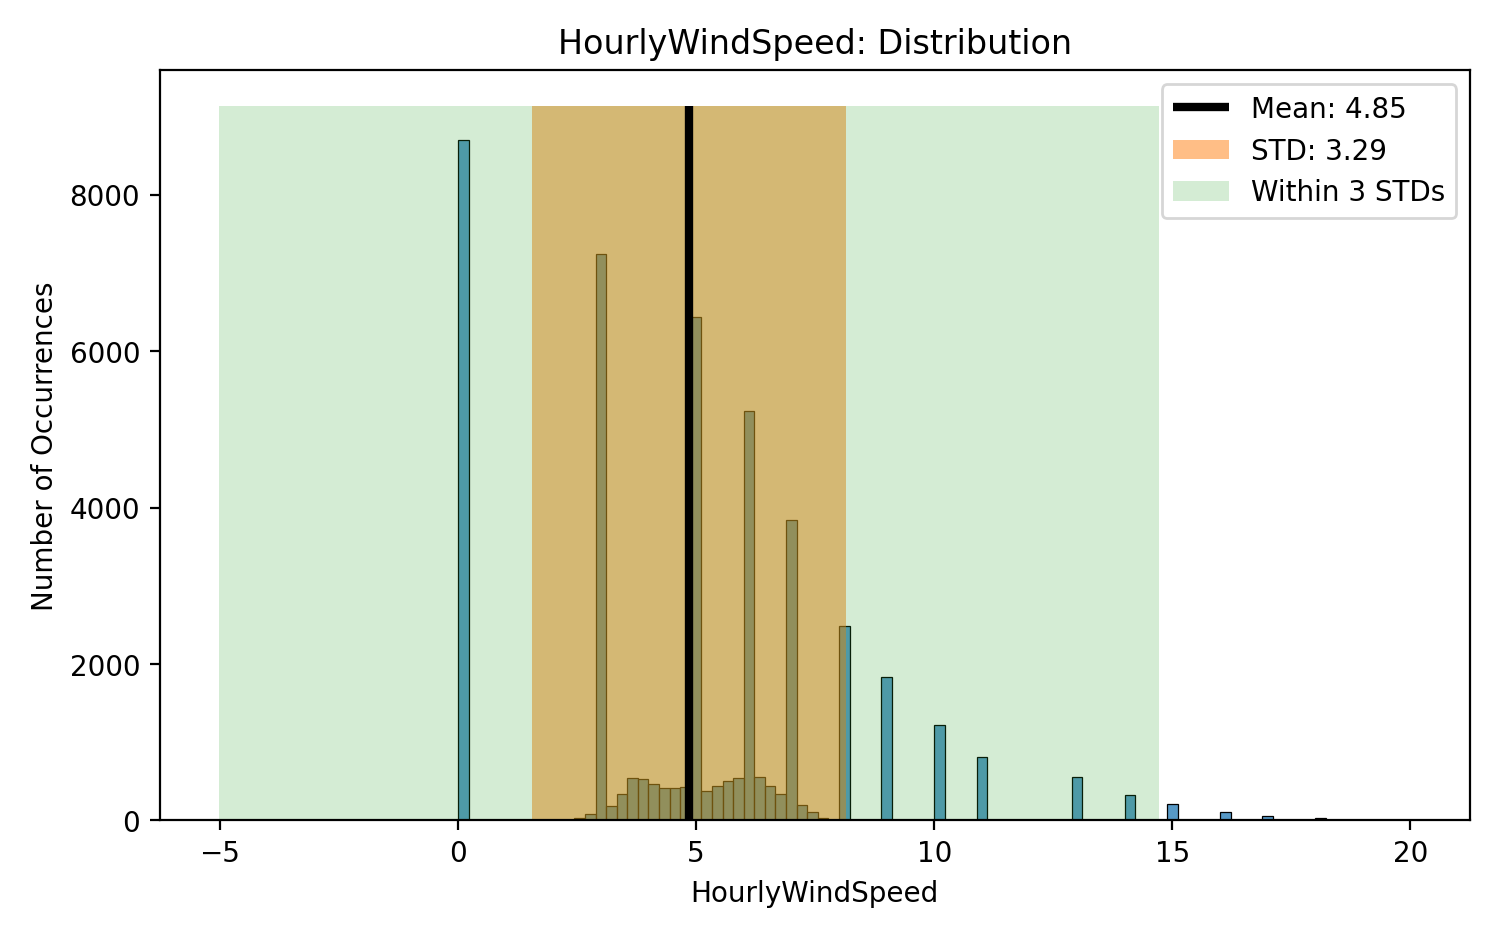 HourlyWindSpeed: Distribution
Mean: 4.85
STD: 3.29
Within 3 STDs
Number of Occurrences
8000
6000
4000
2000
0
−5
0
5
10
15
20
HourlyWindSpeed